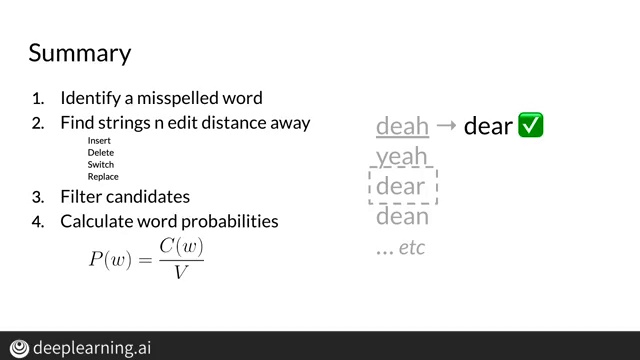 Summary
1. Identify a misspelled word
2. Find strings n edit distance away
Insert
Delete
Switch
Replace
3. Filter candidates
4. Calculate word probabilities
P(w) = C(w) / V
deah → dear ✅
yeah
dear
dean
... etc
deeplearning.ai